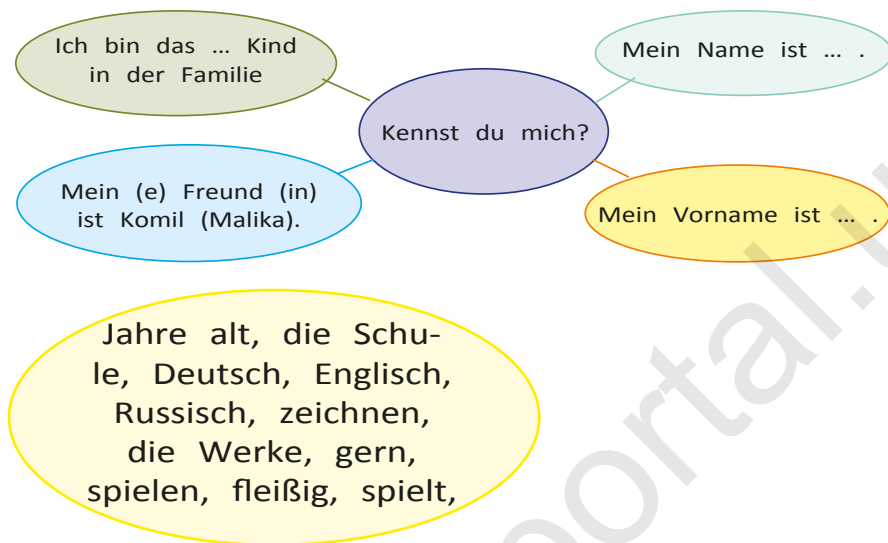 Ich bin das ... Kind
in der Familie
Mein Name ist ... .
Kennst du mich?
Mein (e) Freund (in)
ist Komil (Malika).
Mein Vorname ist ... .
Jahre alt, die Schu-
le, Deutsch, Englisch,
Russisch, zeichnen,
die Werke, gern,
spielen, fleißig, spielt,
portal.u